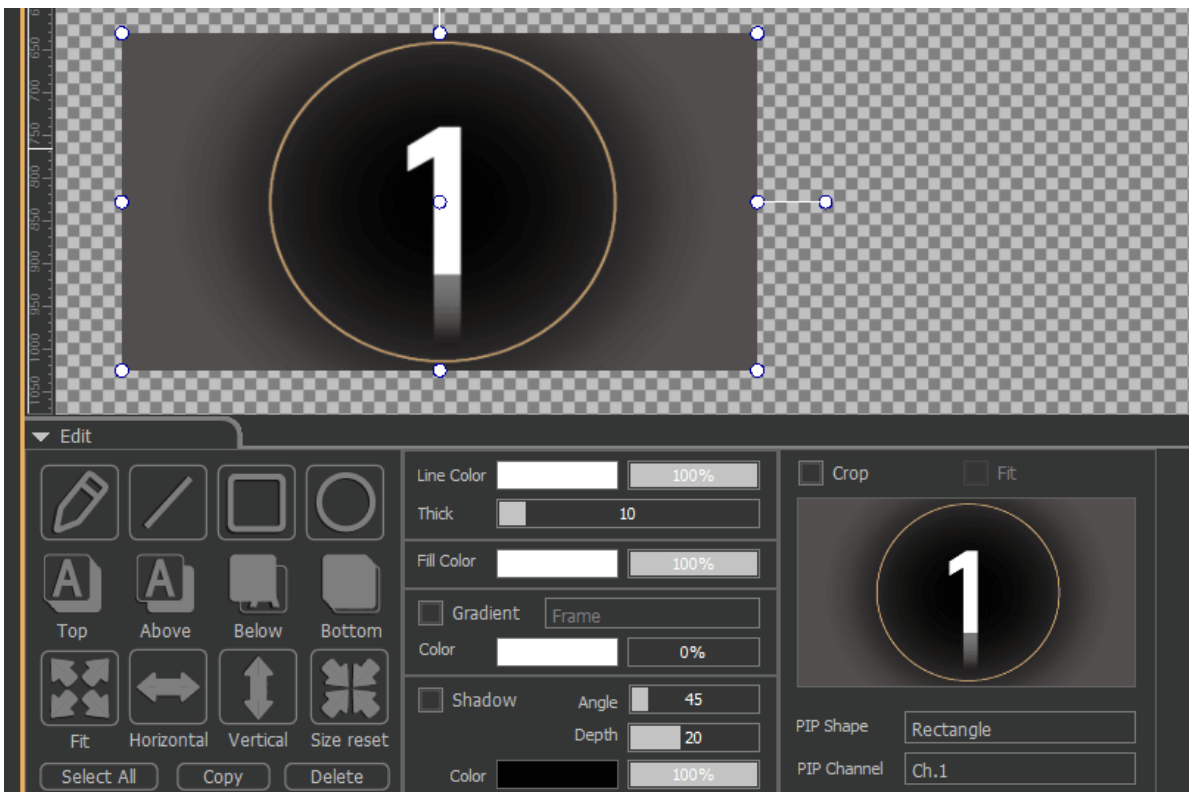 650
700
750
800
850
900
950
1000
1050
1
Edit
Line Color 100%
Thick 10
Fill Color 100%
Gradient Frame
Color 0%
Shadow Angle 45
Depth 20
Color 100%
A A
Top Above Below Bottom
Fit Horizontal Vertical Size reset
Select All Copy Delete
Crop Fit
1
PIP Shape Rectangle
PIP Channel Ch.1